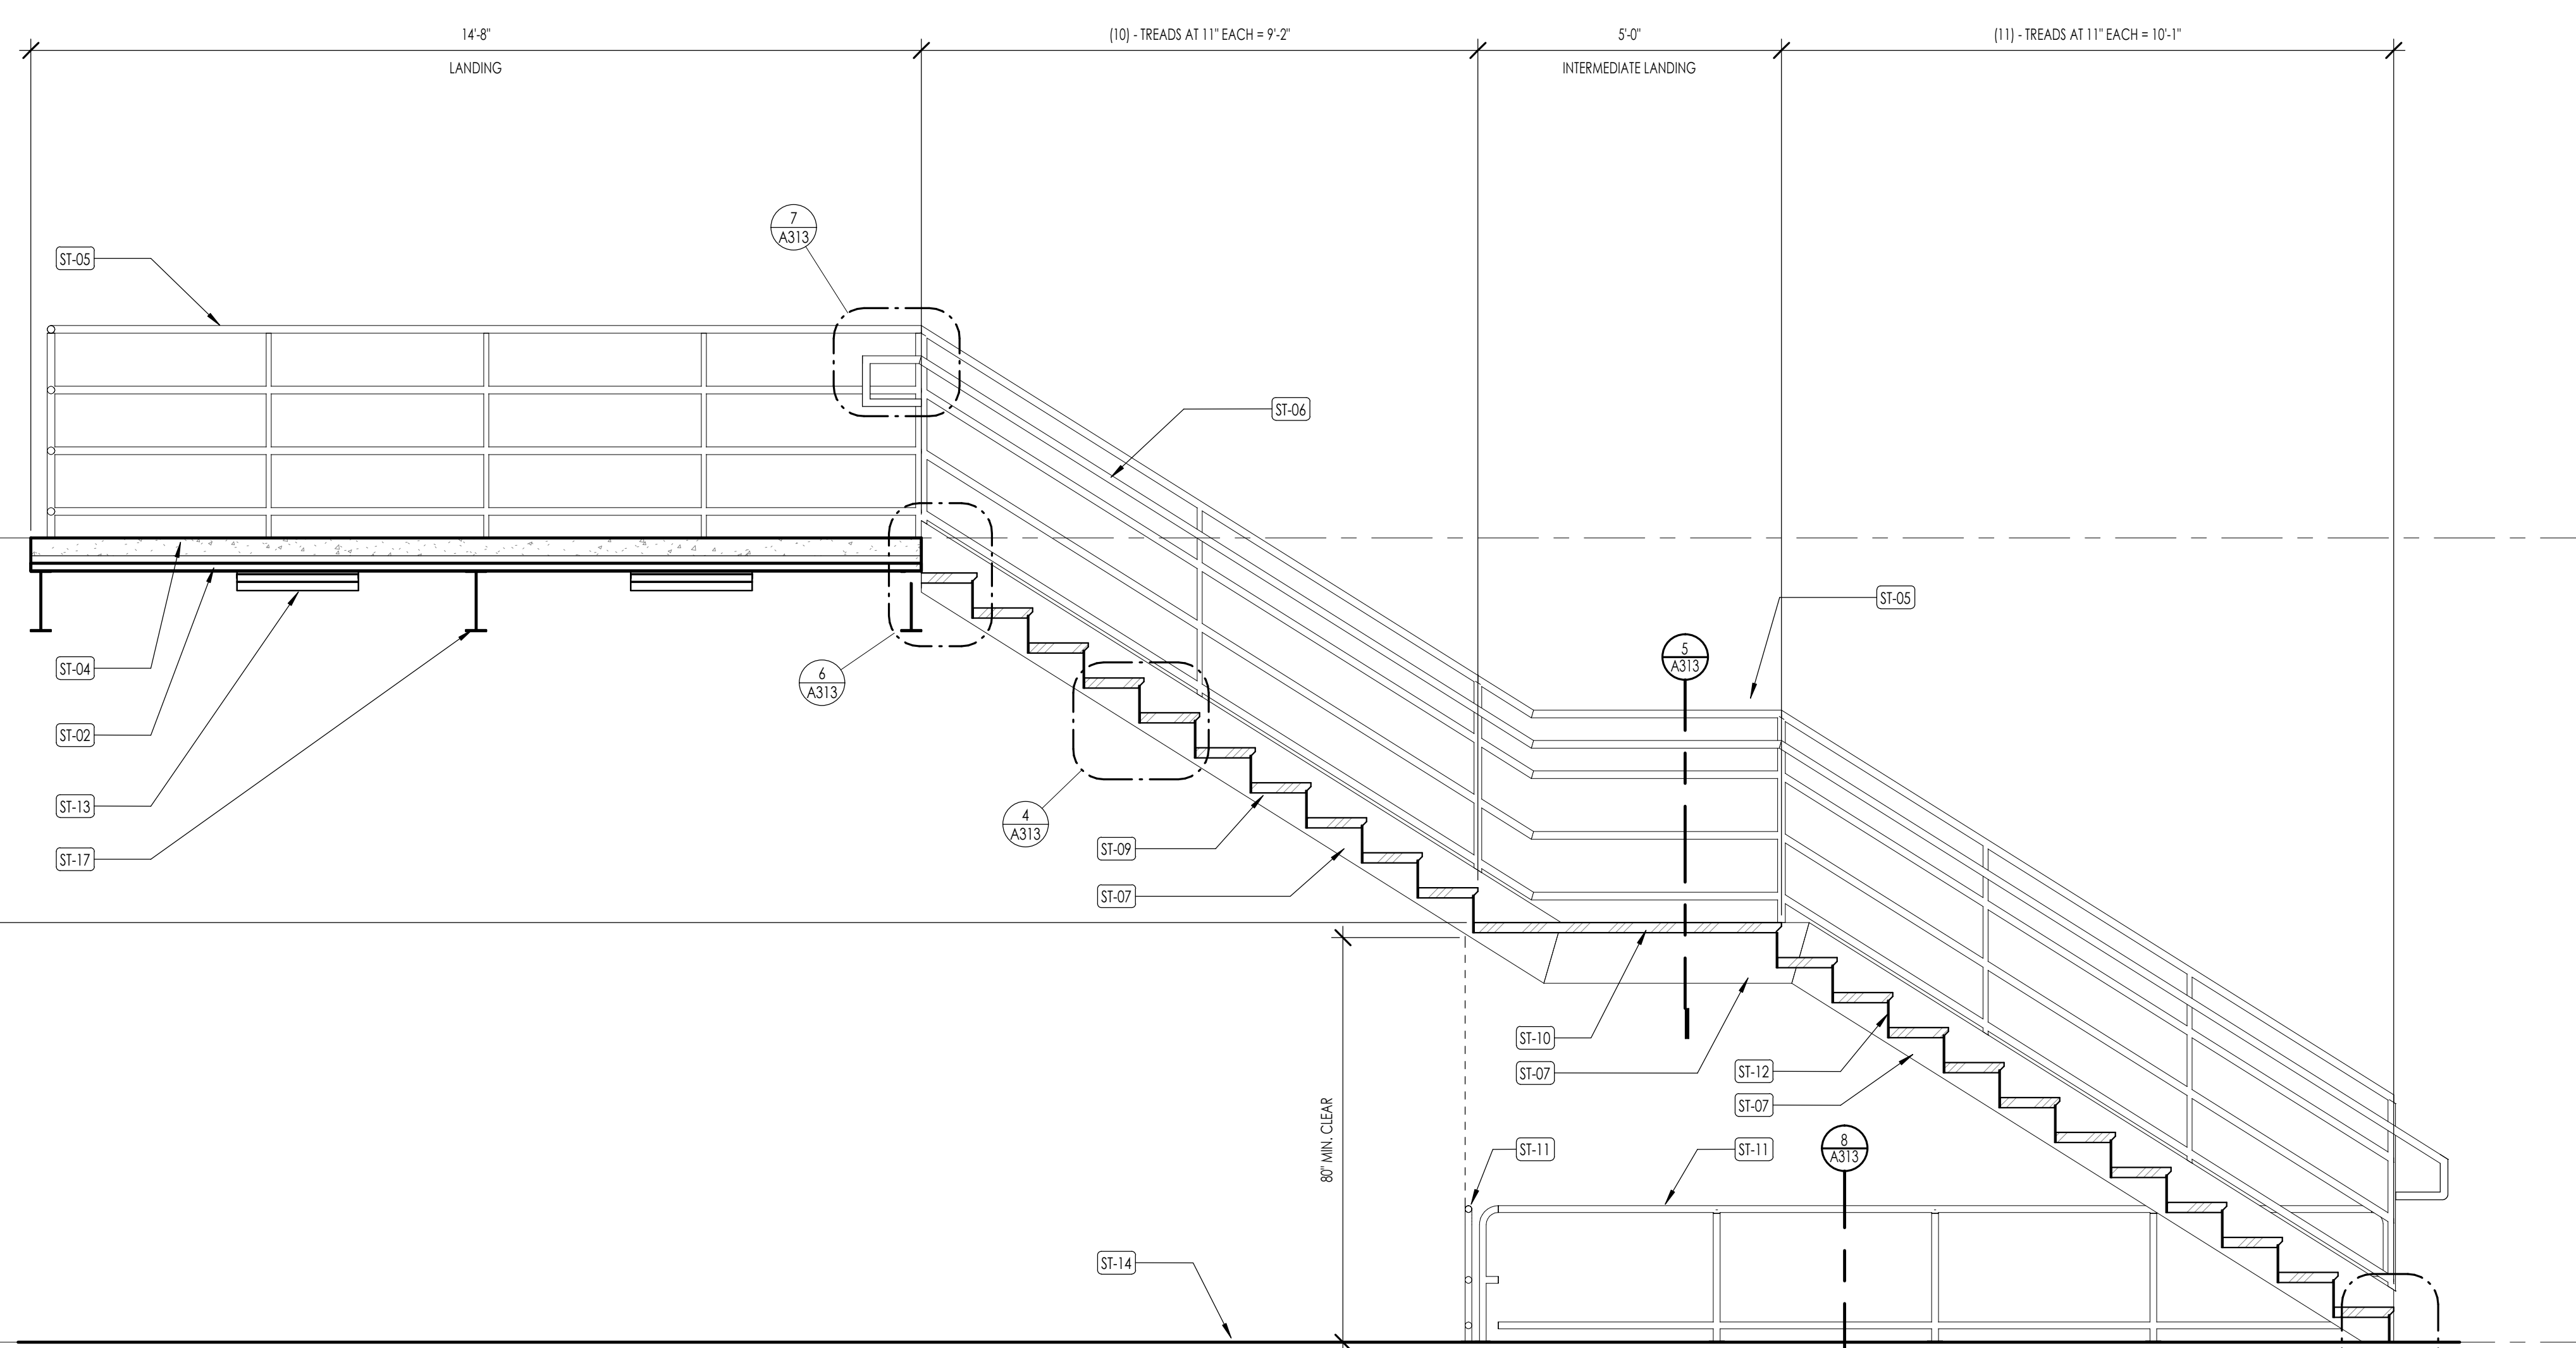 14'-8"
(10) - TREADS AT 11" EACH = 9'-2"
5'-0"
(11) - TREADS AT 11" EACH = 10'-1"
LANDING
INTERMEDIATE LANDING
7
A313
ST-05
ST-06
ST-05
5
A313
ST-04
6
A313
ST-02
ST-13
4
A313
ST-09
ST-17
ST-07
ST-10
ST-07
ST-12
ST-07
80" MIN. CLEAR
ST-11
ST-11
8
A313
ST-14